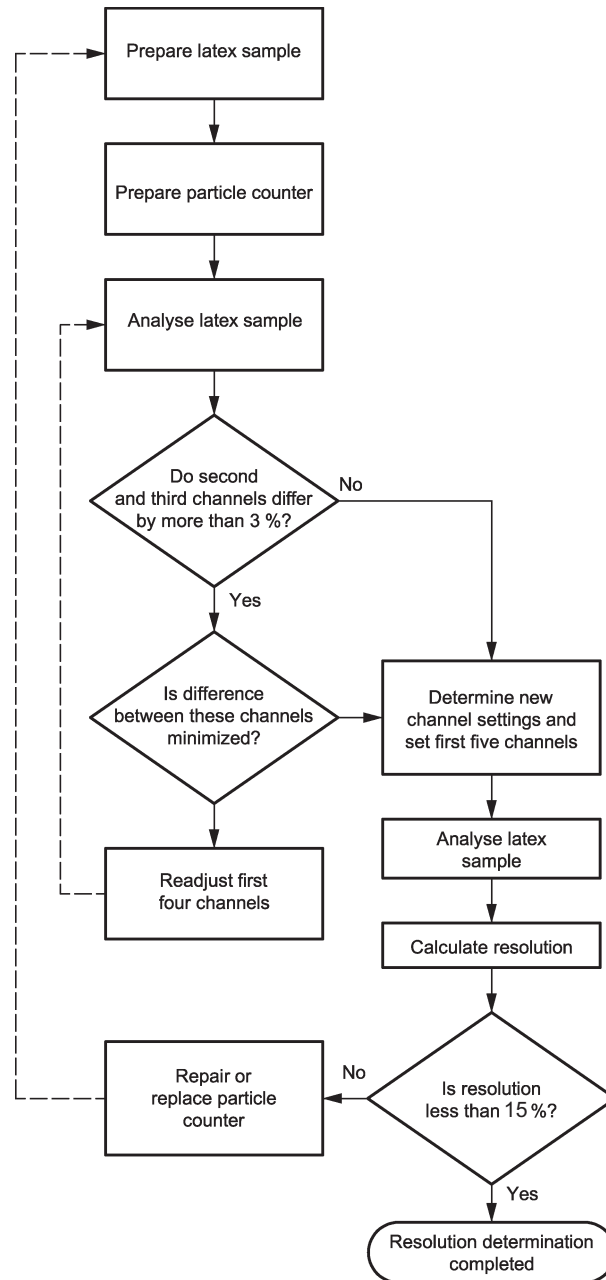 Prepare latex sample
Prepare particle counter
Analyse latex sample
Do second
and third channels differ
by more than 3 %?
No
Yes
Is difference
between these channels
minimized?
Determine new
channel settings and
set first five channels
Readjust first
four channels
Analyse latex
sample
Calculate resolution
Is resolution
less than 15 %?
No
Repair or
replace particle
counter
Yes
Resolution determination
completed